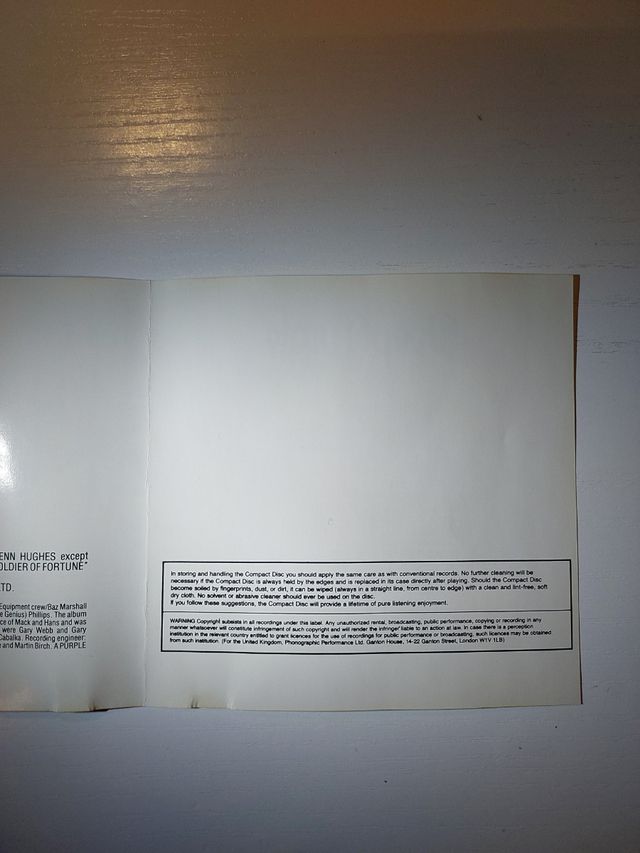 ENN HUGHES except
OLDIER OF FORTUNE"
TD.
Equipment crew/Baz Marshall
e Genius) Phillips. The album
ce of Mack and Hans and was
were Gary Webb and Gary
Recording engineer:
and Martin Birch. A PURPLE
In storing and handling the Compact Disc you should apply the same care as with conventional records. No further cleaning will be
necessary if the Compact Disc is always held by the edges and is replaced in its case directly after playing. Should the Compact Disc
become soiled by fingerprints, dust, or dirt, it can be wiped (always in a straight line, from centre to edge) with a clean and lint-free, soft
dry cloth. No solvent or abrasive cleaner should ever be used on the disc.
If you follow these suggestions, the Compact Disc will provide a lifetime of pure listening enjoyment.
WARNING Copyright subsists in all recordings under this label. Any unauthorized rental, broadcasting, public performance, copying or recording in any
manner whatsoever will constitute infringement of such copyright and will render the infringer liable to an action at law. In case there is a perception
institution in the relevant country entitled to grant licences for the use of recordings for public performance or broadcasting, such licences may be obtained
from such institution. (For the United Kingdom, Phonographic Performance Ltd. Ganton House, 14-22 Ganton Street, London W1V 1LB)